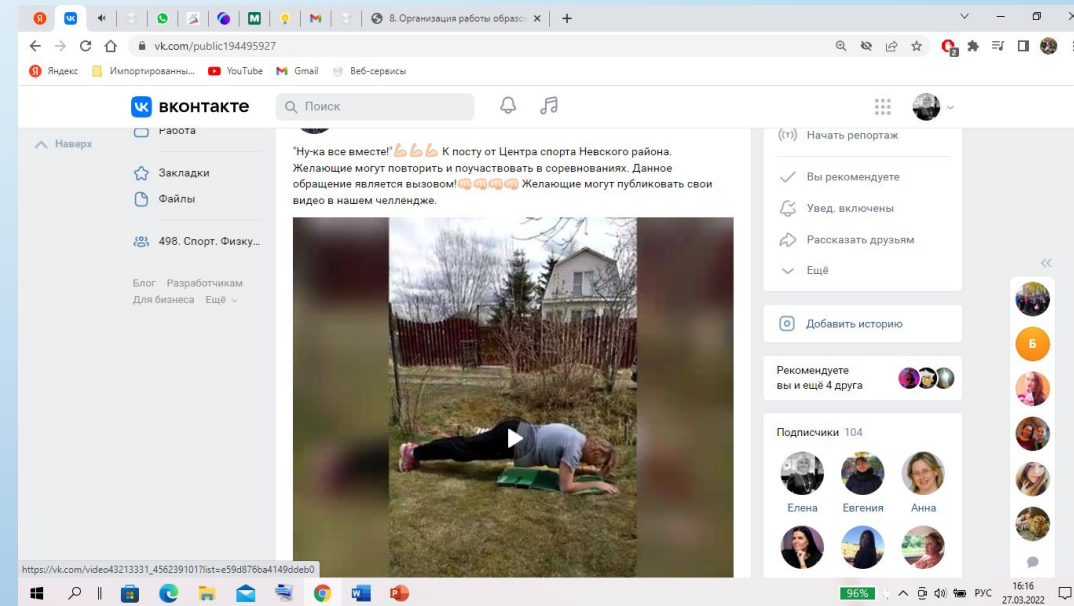 8. Организация работы образо
vk.com/public194495927
2
Яндекс Импортированны... YouTube Gmail Веб-сервисы
вконтакте Поиск
Наверх
Работа
Закладки
Файлы
498. Спорт. Физку...
Блог Разработчикам
Для бизнеса Ещё
"Ну-ка все вместе!"💪🏻💪🏻💪🏻 К посту от Центра спорта Невского района.
Желающие могут повторить и поучаствовать в соревнованиях. Данное
обращение является вызовом!👊🏻👊🏻👊🏻👊🏻 Желающие могут публиковать свои
видео в нашем челлендже.
Начать репортаж
Вы рекомендуете
Увед. включены
Рассказать друзьям
Ещё
Добавить историю
Рекомендуете
вы и ещё 4 друга
Подписчики 104
Елена Евгения Анна
Б
https://vk.com/video43213331_456239101?list=e59d876ba4149ddeb0
96% РУС 16:16
27.03.2022